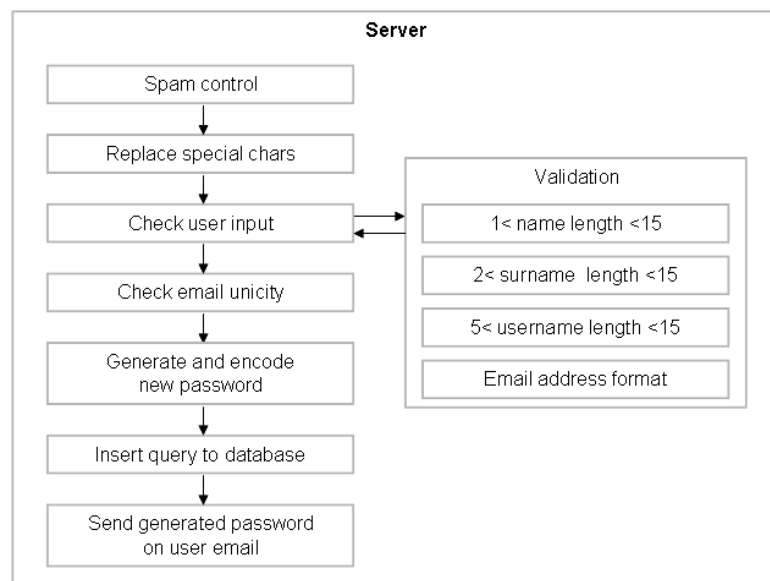 Server
Spam control
Replace special chars
Check user input
Check email unicity
Generate and encode
new password
Insert query to database
Send generated password
on user email
Validation
1< name length <15
2< surname length <15
5< username length <15
Email address format